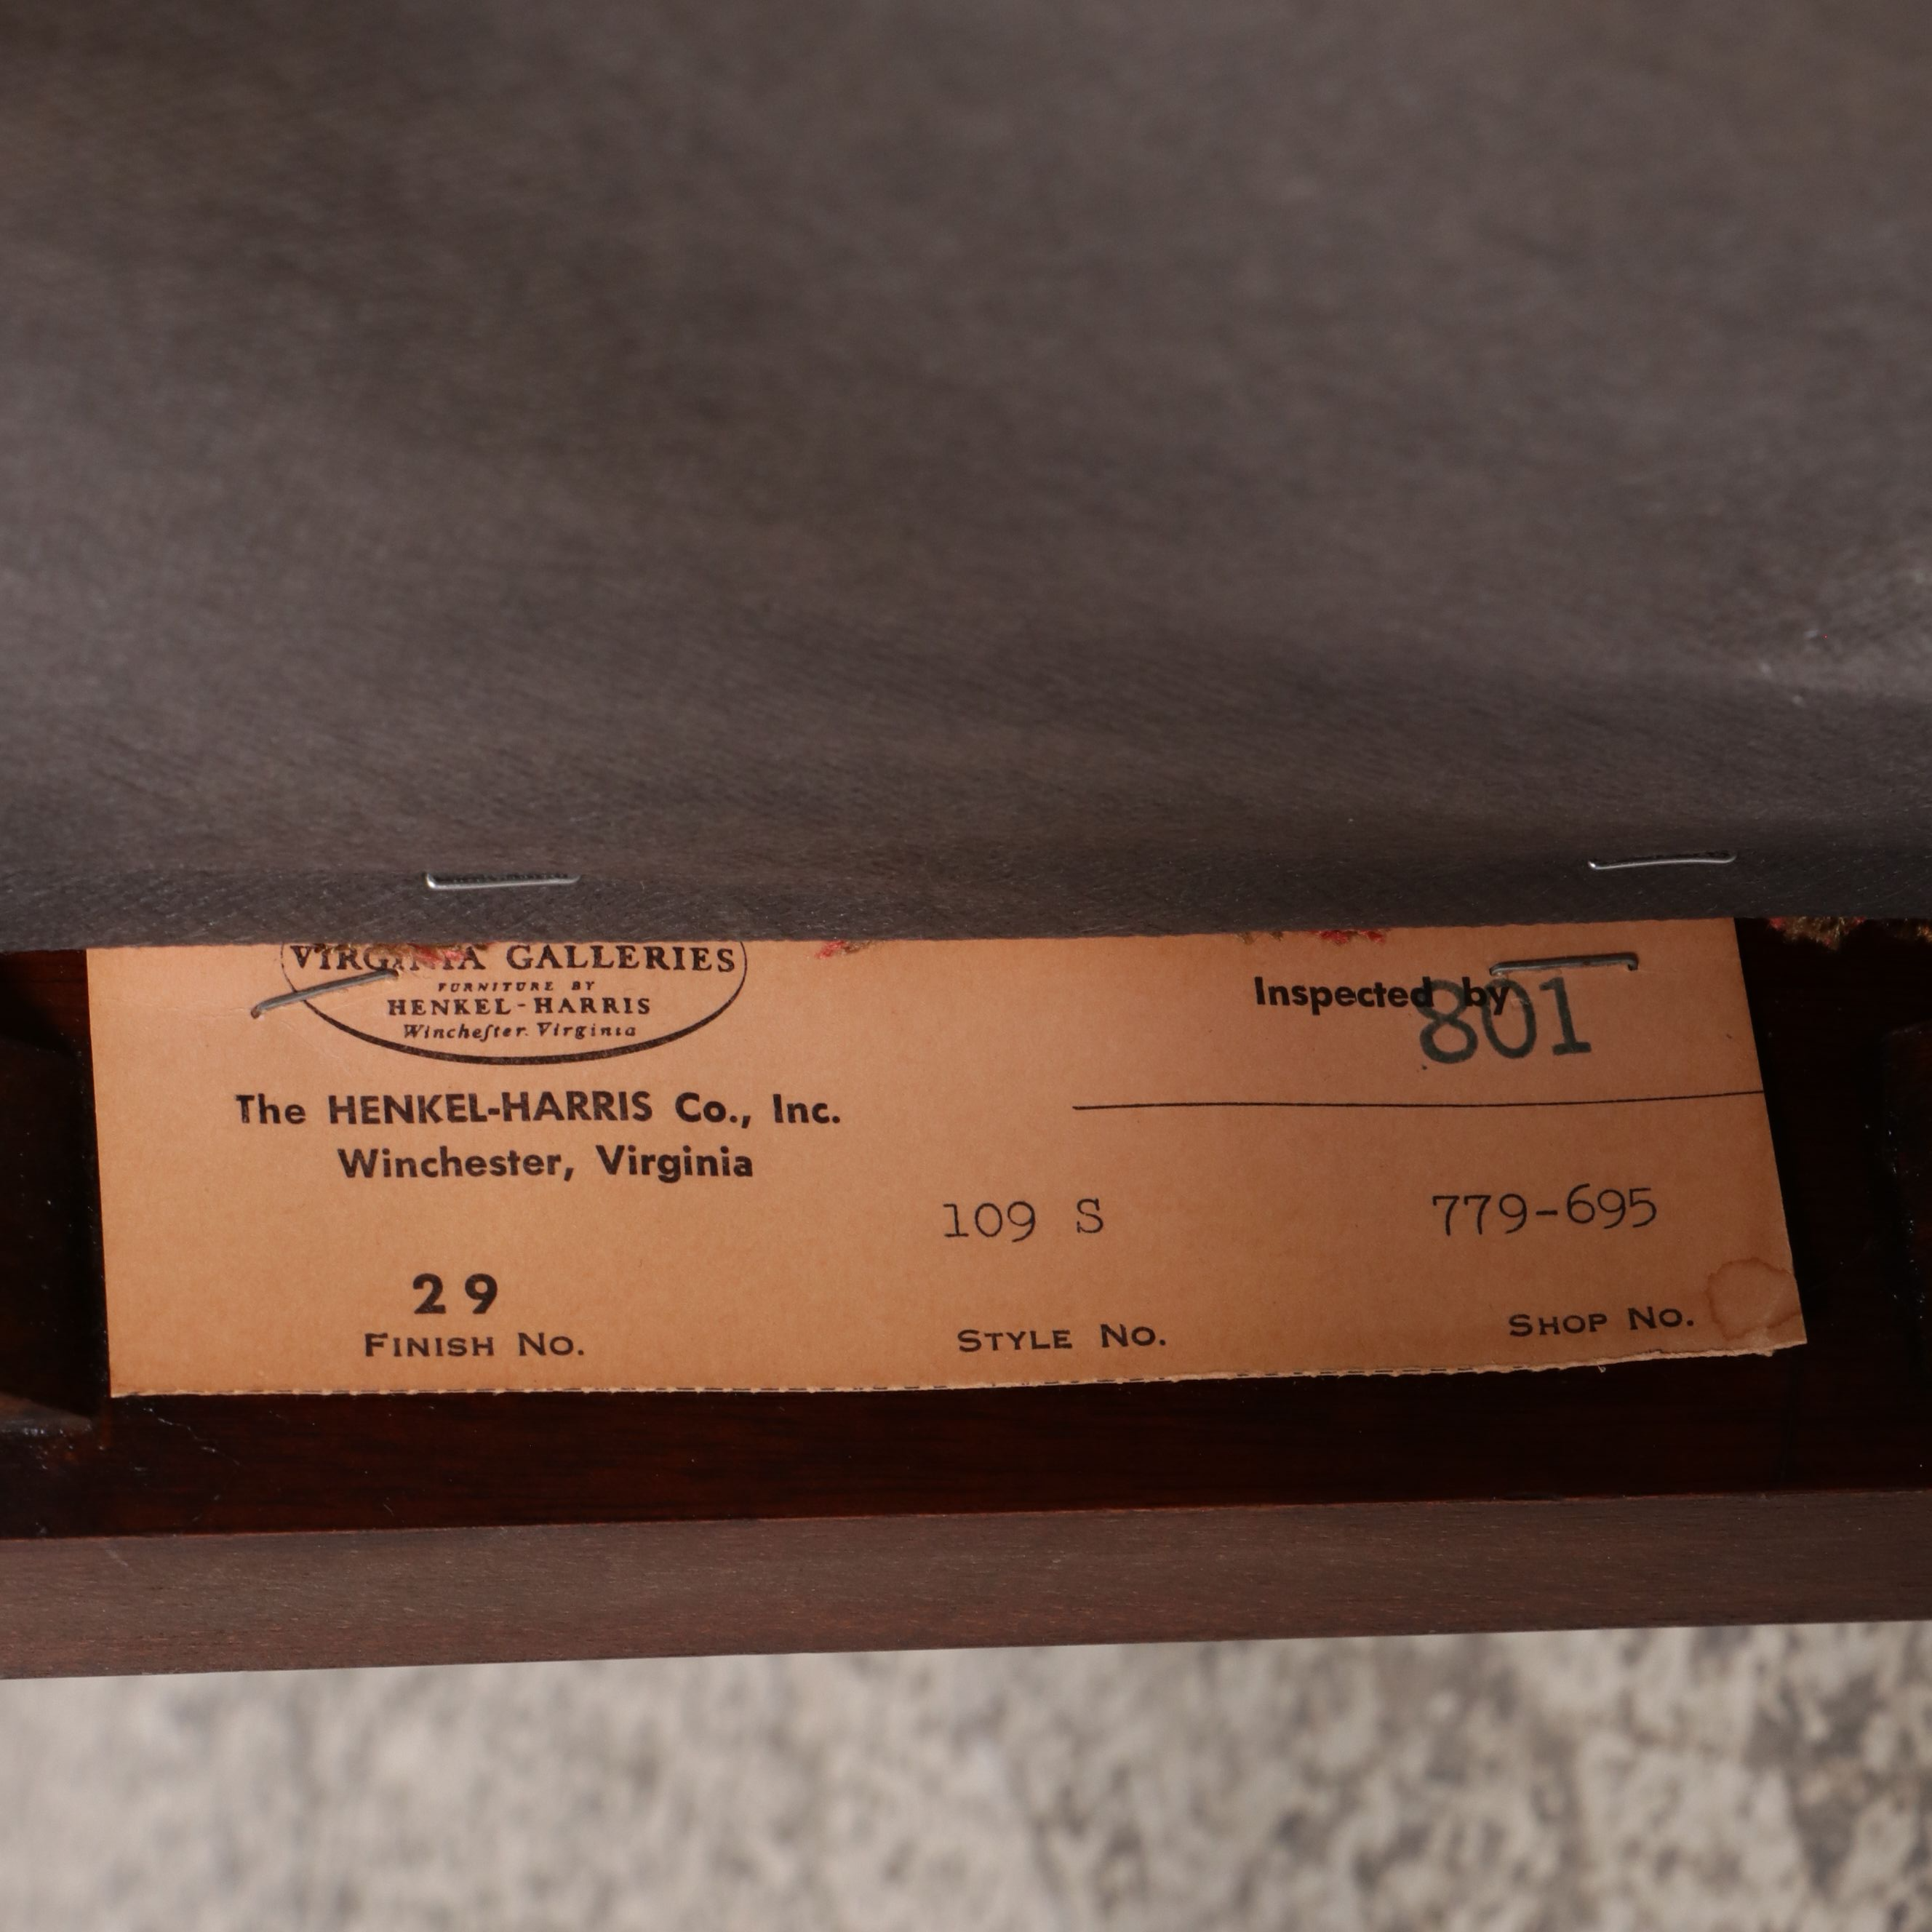 VIRGINIA GALLERIES
FURNITURE BY
HENKEL-HARRIS
Wincheſter. Virginia
The HENKEL-HARRIS Co., Inc.
Winchester, Virginia
Inspected by
801
109 S
779-695
29
FINISH NO.
STYLE NO.
SHOP NO.